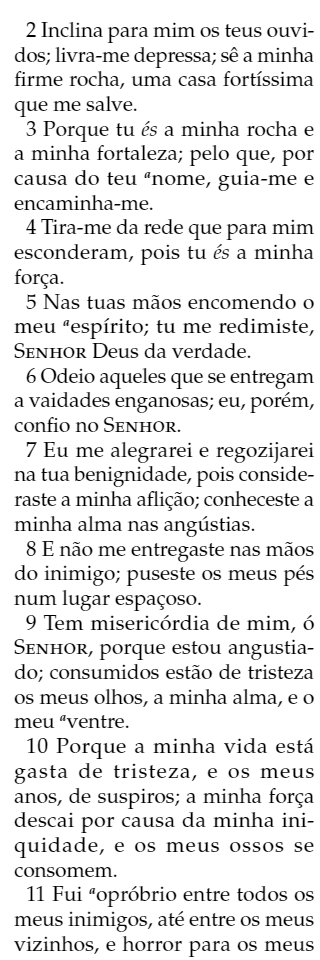 2 Inclina para mim os teus ouvi-
dos; livra-me depressa; sê a minha
firme rocha, uma casa fortíssima
que me salve.
3 Porque tu és a minha rocha e
a minha fortaleza; pelo que, por
causa do teu ªnome, guia-me e
encaminha-me.
4 Tira-me da rede que para mim
esconderam, pois tu és a minha
força.
5 Nas tuas mãos encomendo o
meu ªespírito; tu me redimiste,
SENHOR Deus da verdade.
6 Odeio aqueles que se entregam
a vaidades enganosas; eu, porém,
confio no SENHOR.
7 Eu me alegrarei e regozijarei
na tua benignidade, pois conside-
raste a minha aflição; conheceste a
minha alma nas angústias.
8 E não me entregaste nas mãos
do inimigo; puseste os meus pés
num lugar espaçoso.
9 Tem misericórdia de mim, ó
SENHOR, porque estou angustia-
do; consumidos estão de tristeza
os meus olhos, a minha alma, e o
meu ªventre.
10 Porque a minha vida está
gasta de tristeza, e os meus
anos, de suspiros; a minha força
descai por causa da minha ini-
quidade, e os meus ossos se
consomem.
11 Fui ªopróbrio entre todos os
meus inimigos, até entre os meus
vizinhos, e horror para os meus